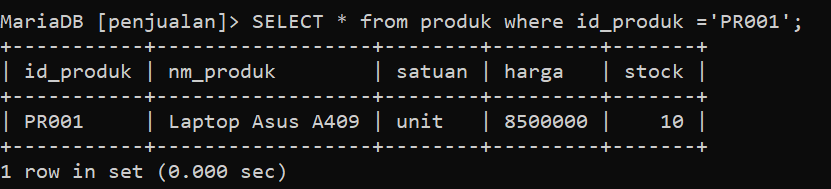 MariaDB [penjualan]> SELECT * from produk where id_produk ='PR001';
+-----------+------------------+--------+---------+-------+
| id_produk | nm_produk        | satuan | harga   | stock |
+-----------+------------------+--------+---------+-------+
| PR001     | Laptop Asus A409 | unit   | 8500000 |    10 |
+-----------+------------------+--------+---------+-------+
1 row in set (0.000 sec)